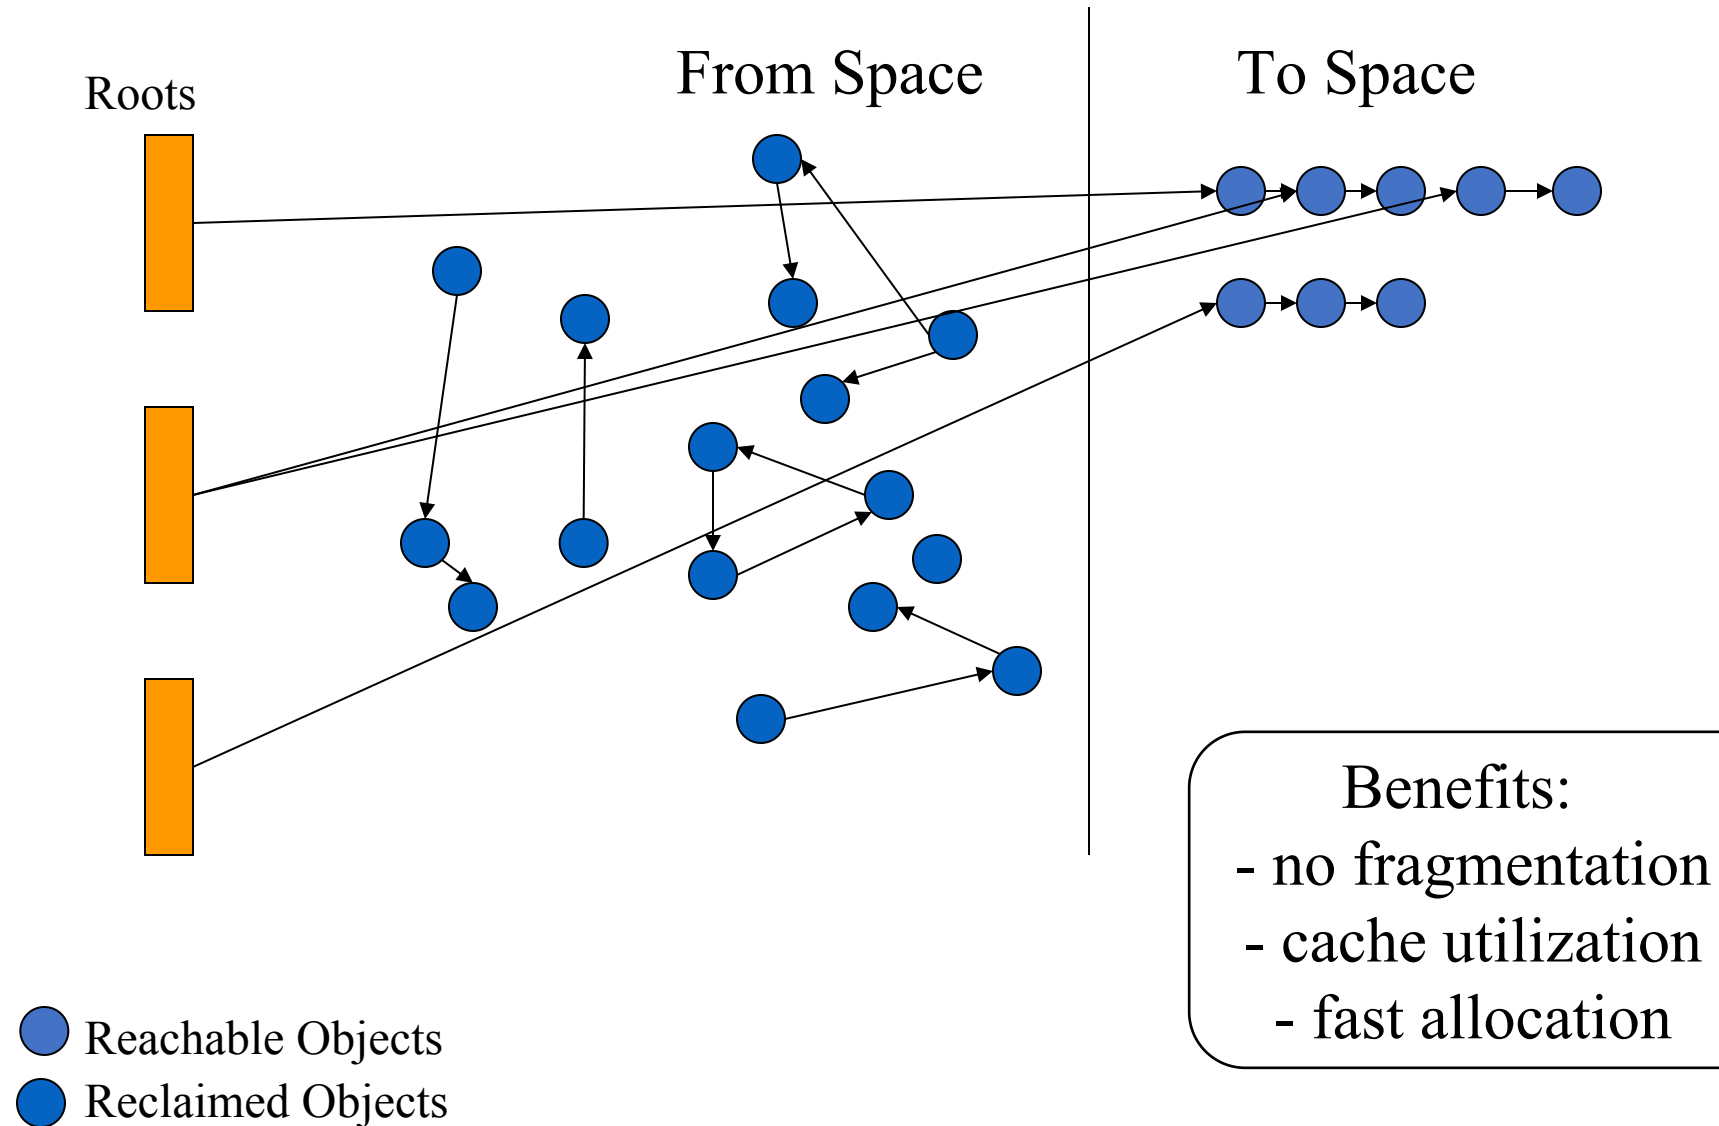 Roots
From Space
To Space
Benefits:
- no fragmentation
- cache utilization
- fast allocation
Reachable Objects
Reclaimed Objects